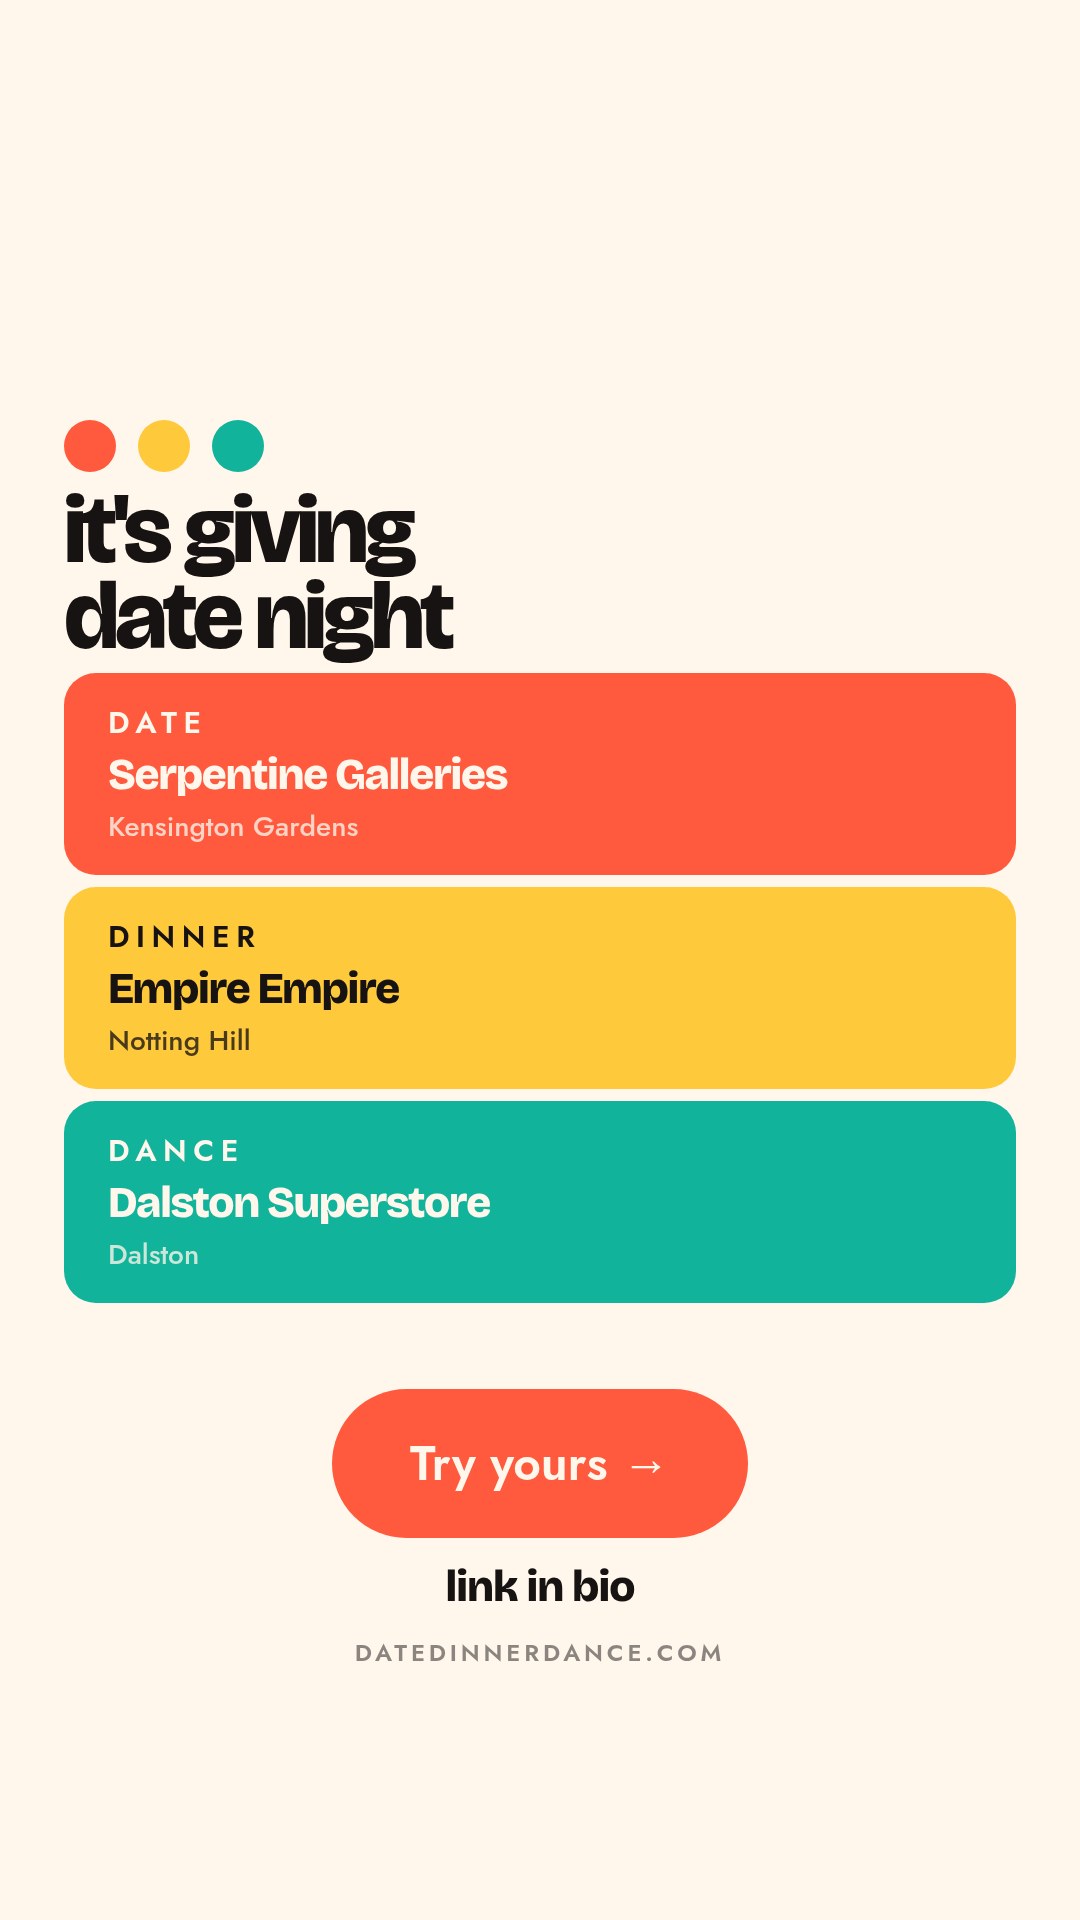 it's giving
date night
DATE
Serpentine Galleries
Kensington Gardens
DINNER
Empire Empire
Notting Hill
DANCE
Dalston Superstore
Dalston
Try yours →
link in bio
DATEDINNERDANCE.COM